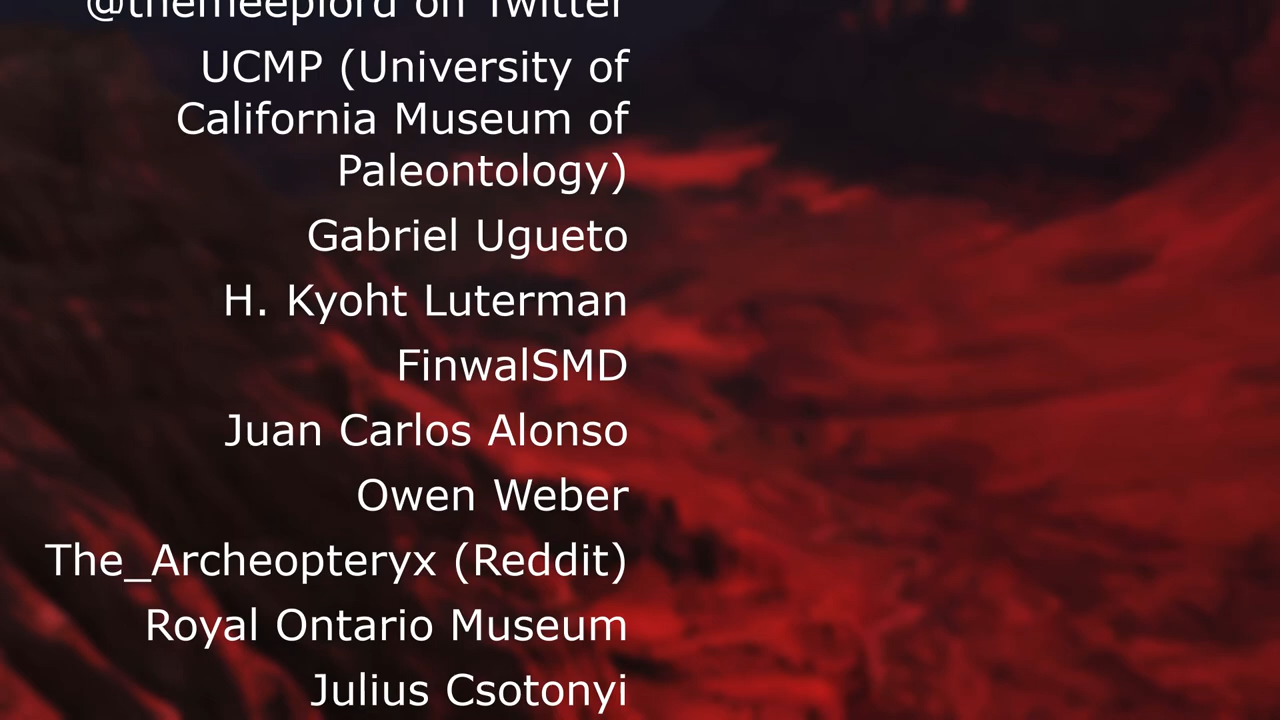 @themeeplord on Twitter
UCMP (University of
California Museum of
Paleontology)
Gabriel Ugueto
H. Kyoht Luterman
FinwalSMD
Juan Carlos Alonso
Owen Weber
The_Archeopteryx (Reddit)
Royal Ontario Museum
Julius Csotonyi